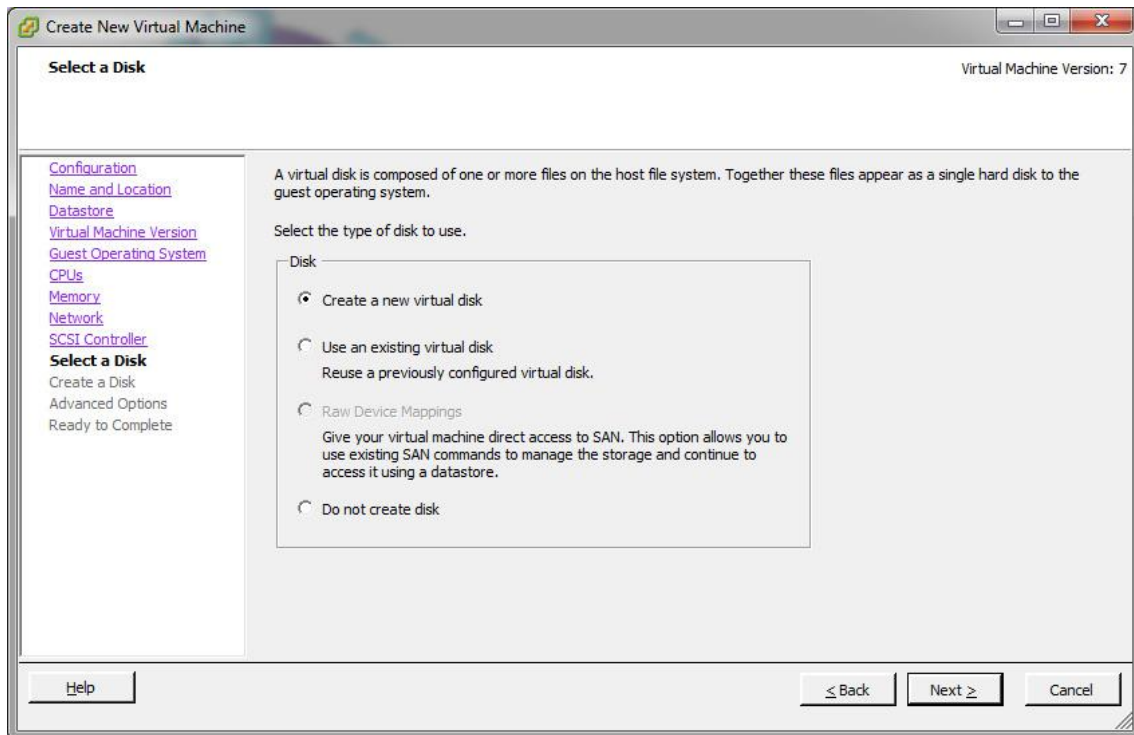 Create New Virtual Machine
Select a Disk
Virtual Machine Version: 7
Configuration
Name and Location
Datastore
Virtual Machine Version
Guest Operating System
CPUs
Memory
Network
SCSI Controller
Select a Disk
Create a Disk
Advanced Options
Ready to Complete
A virtual disk is composed of one or more files on the host file system. Together these files appear as a single hard disk to the
guest operating system.
Select the type of disk to use.
Disk
Create a new virtual disk
Use an existing virtual disk
Reuse a previously configured virtual disk.
Raw Device Mappings
Give your virtual machine direct access to SAN. This option allows you to
use existing SAN commands to manage the storage and continue to
access it using a datastore.
Do not create disk
Help
< Back
Next >
Cancel